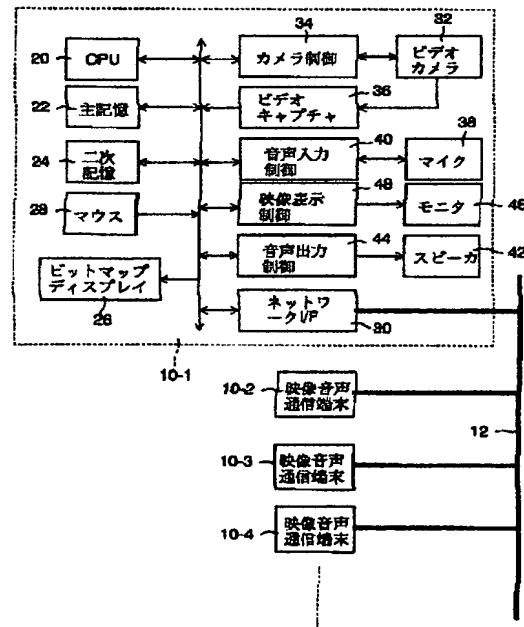 34
32
20
CPU
カメラ制御
ビデオ
カメラ
36
22
主記憶
ビデオ
キャプチャ
38
40
24
二次
記憶
音声入力
制御
マイク
48
28
マウス
映像表示
制御
モニタ
46
44
音声出力
制御
スピーカ
42
ビットマップ
ディスプレイ
26
ネットワ
ークI/F
30
10-1
10-2
映像音声
通信端末
12
10-3
映像音声
通信端末
10-4
映像音声
通信端末